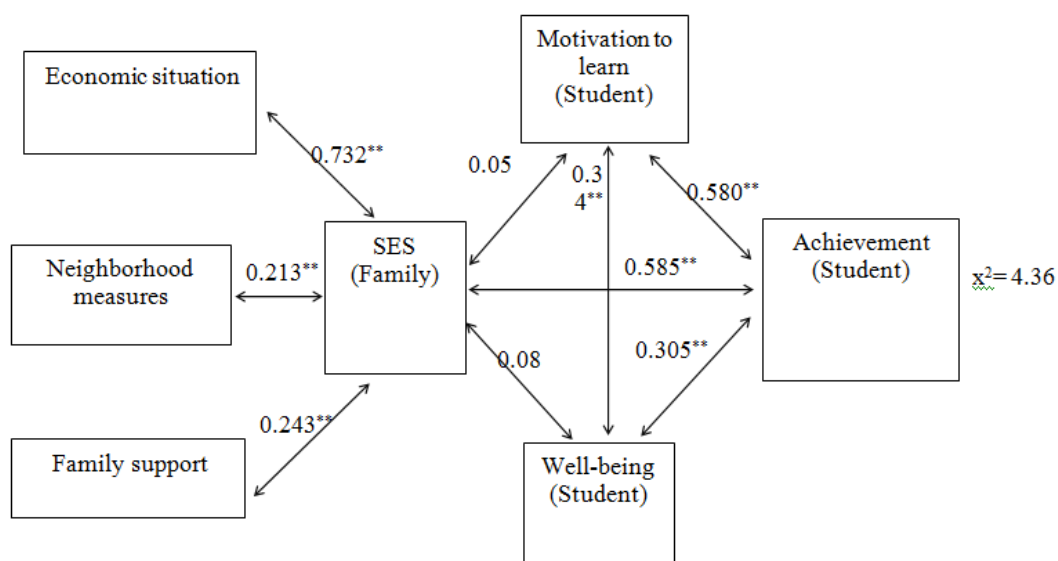 Motivation to
learn
(Student)
Economic situation
0.732**
0.05
0.3
4**
0.580**
SES
(Family)
Achievement
(Student)
Neighborhood
measures
0.213**
0.585**
x²= 4.36
0.08
0.305**
0.243**
Family support
Well-being
(Student)